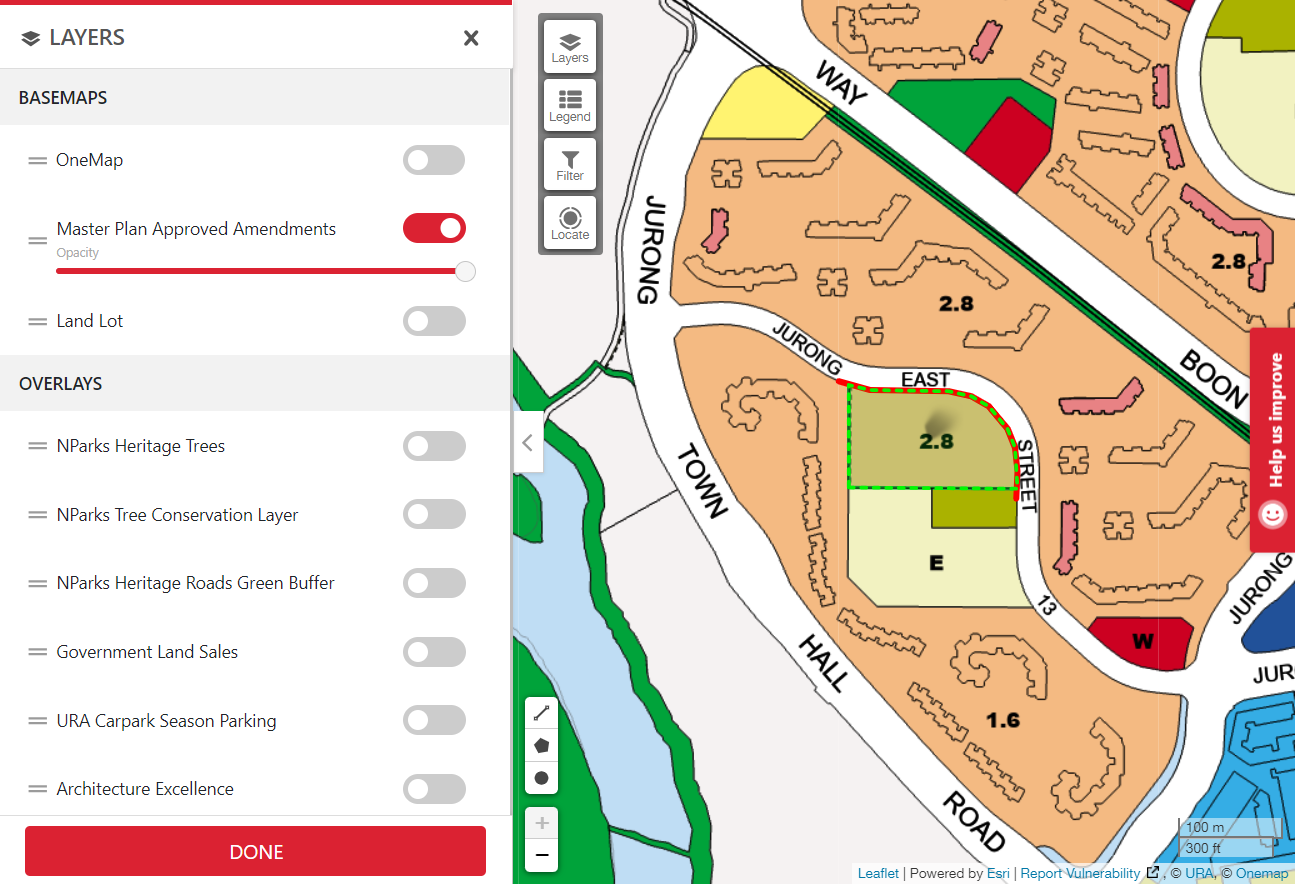 LAYERS
BASEMAPS
OneMap
Master Plan Approved Amendments
Opacity
Land Lot
OVERLAYS
NParks Heritage Trees
NParks Tree Conservation Layer
NParks Heritage Roads Green Buffer
Government Land Sales
URA Carpark Season Parking
Architecture Excellence
DONE
Layers
Legend
Filter
Locate
WAY
JURONG
2.8
2.8
BOON
JURONG
EAST
STREET
13
2.8
TOWN
E
HALL
W
JURONG
JUR
1.6
ROAD
Help us improve
100 m
300 ft
Leaflet | Powered by Esri | Report Vulnerability , © URA, © Onemap